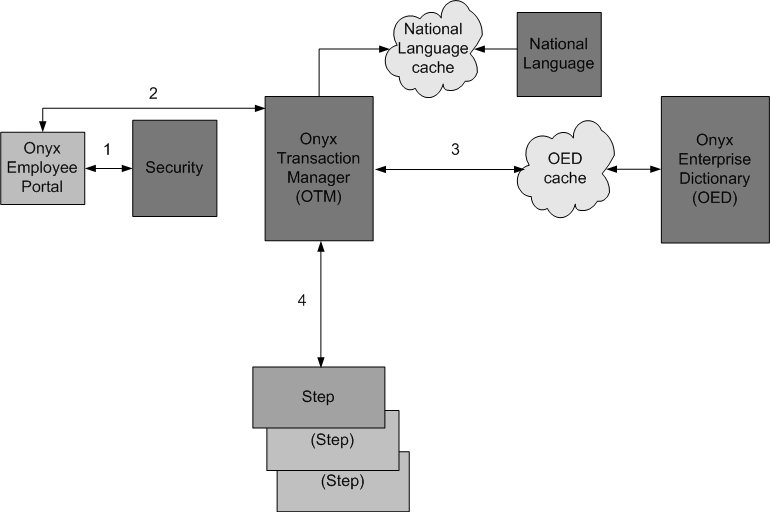 National
Language
cache
National
Language
2
Onyx
Employee
Portal
1
Security
Onyx
Transaction
Manager
(OTM)
3
OED
cache
Onyx
Enterprise
Dictionary
(OED)
4
Step
(Step)
(Step)